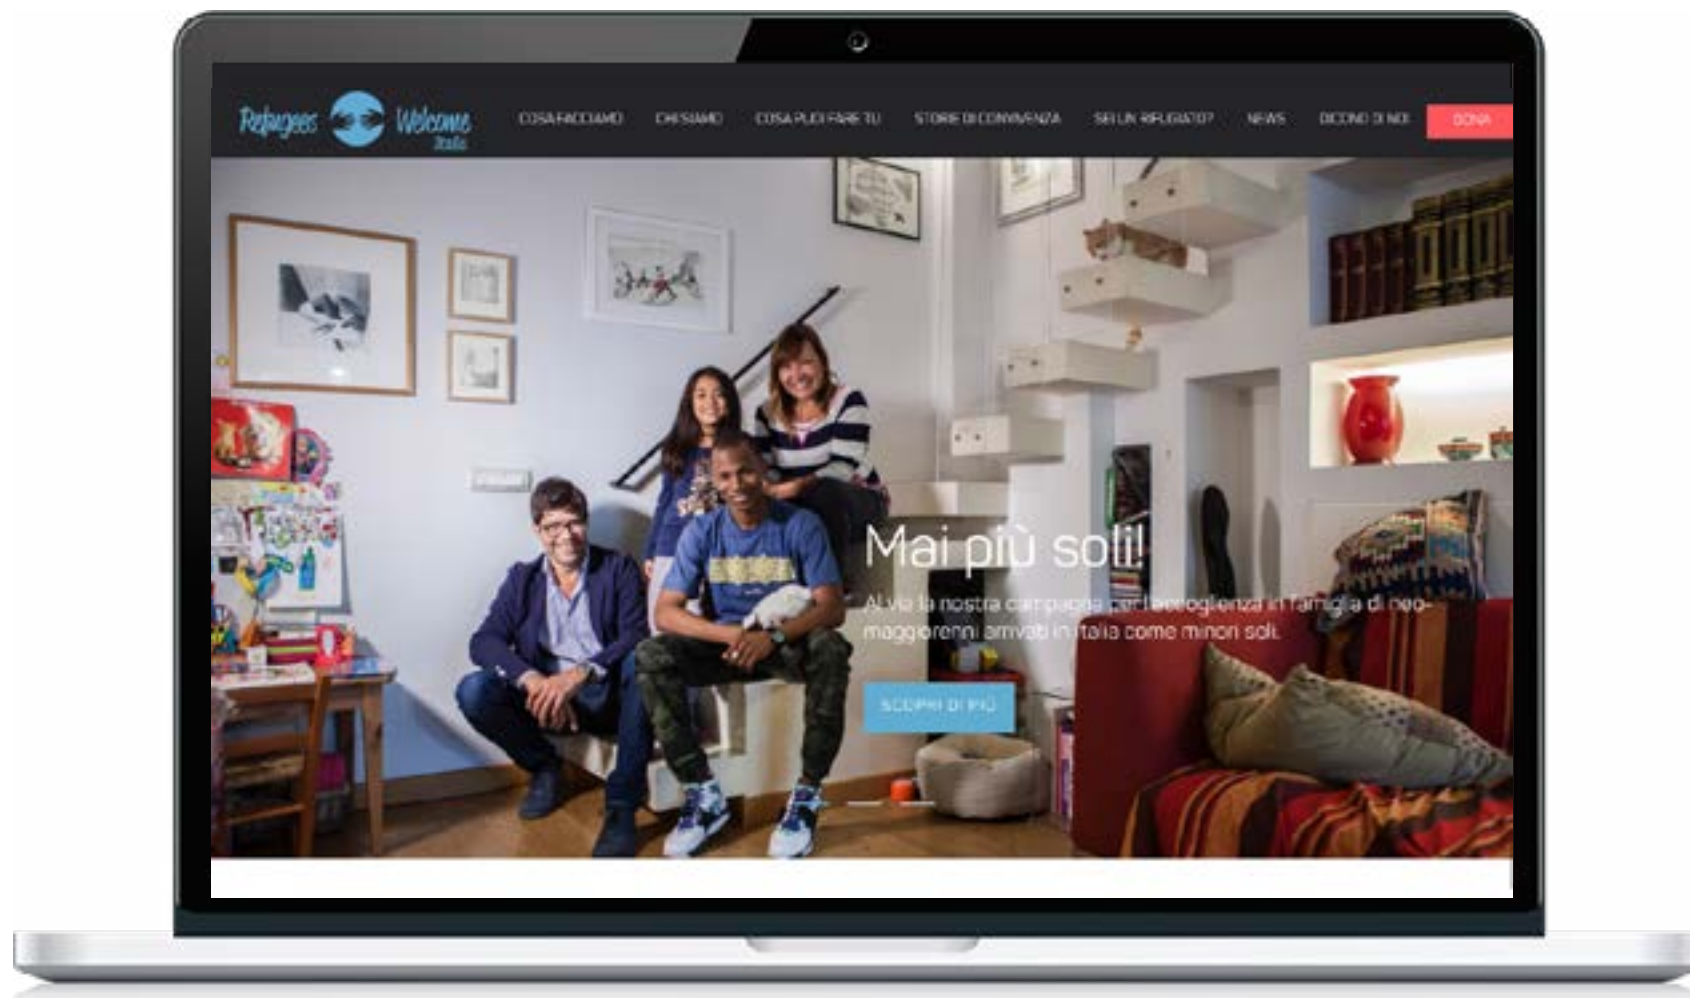 Refugees Welcome
Italia
COSA FACCIAMO CHI SIAMO COSA PUOI FARE TU STORIE DI CONVIVENZA SEI UN RIFUGIATO? NEWS DICONO DI NOI DONA
Mai più soli!
Al via la nostra campagna per l'accoglienza in famiglia di neo-
maggiorenni arrivati in Italia come minori soli.
SCOPRI DI PIÙ